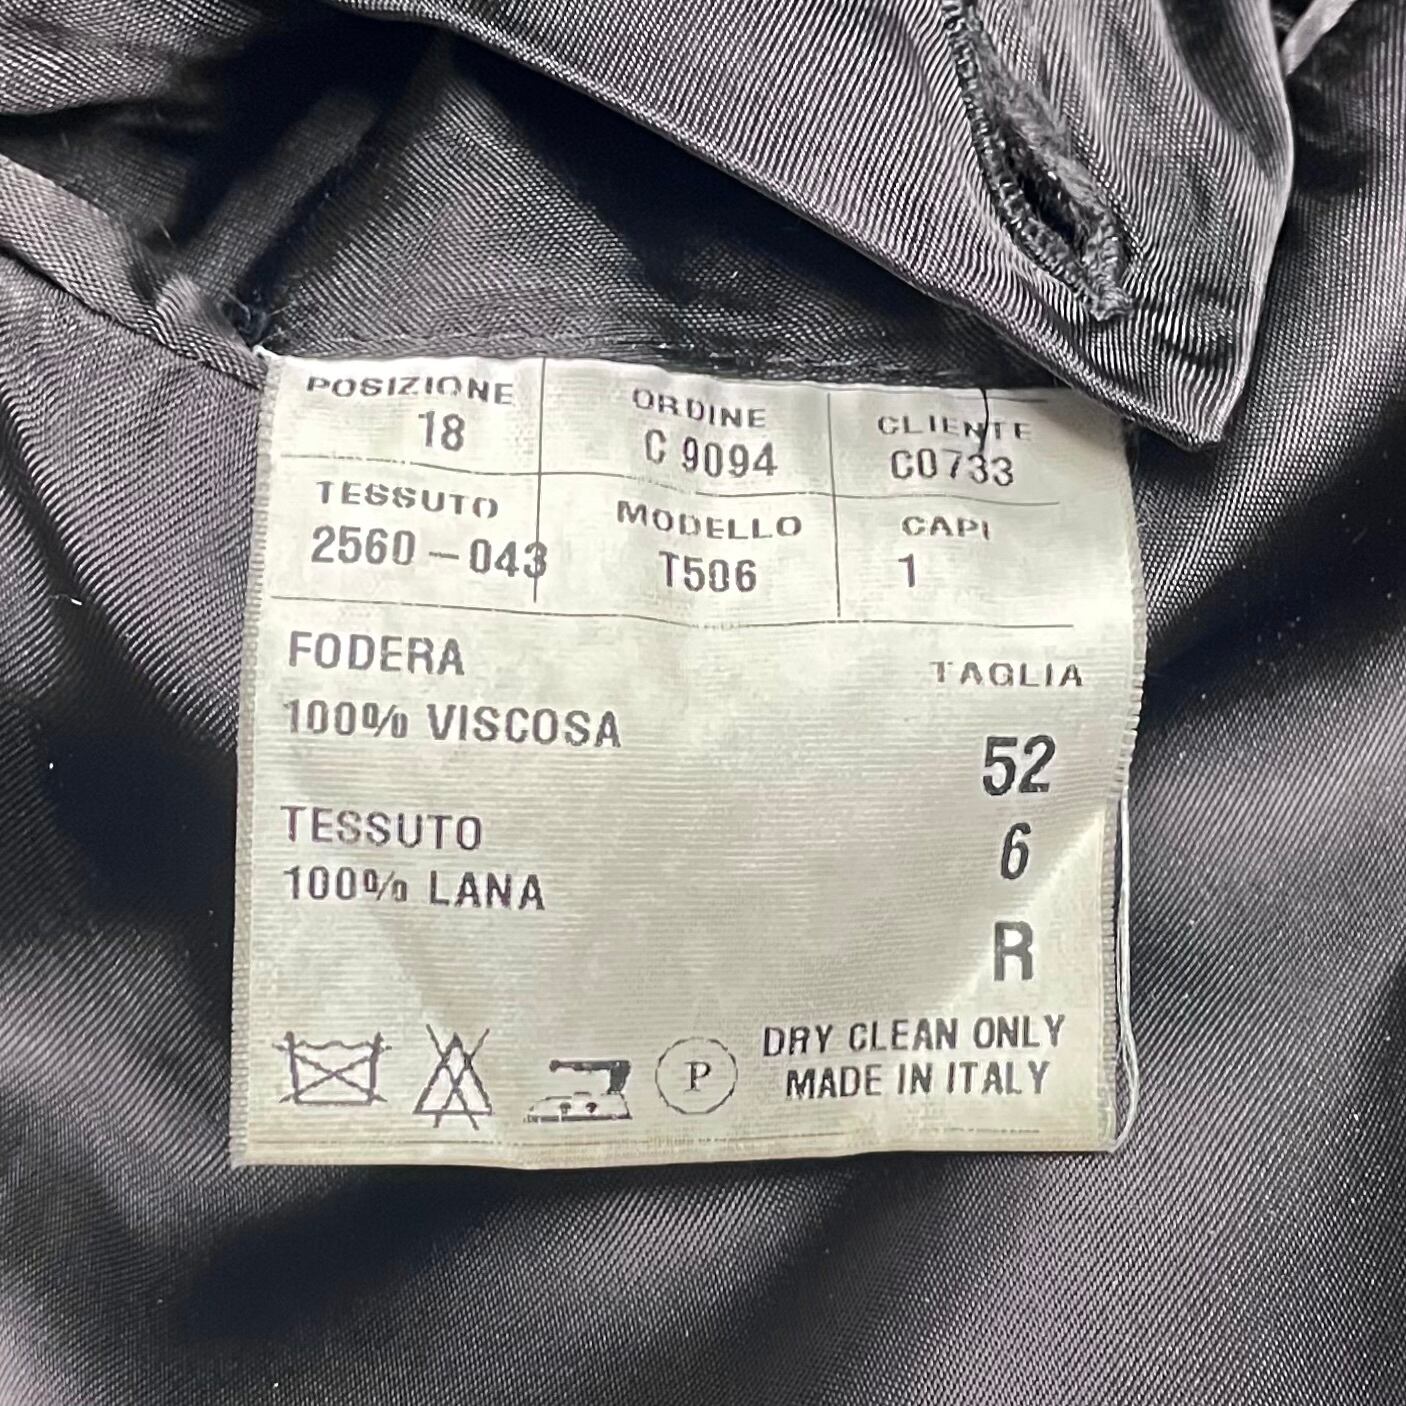 POSIZIONE ORDINE CLIENTE
18 C 9094 C0733
TESSUTO MODELLO CAPI
2560-043 T506 1
FODERA TAGLIA
100% VISCOSA
52
TESSUTO 6
100% LANA
R
P DRY CLEAN ONLY
MADE IN ITALY